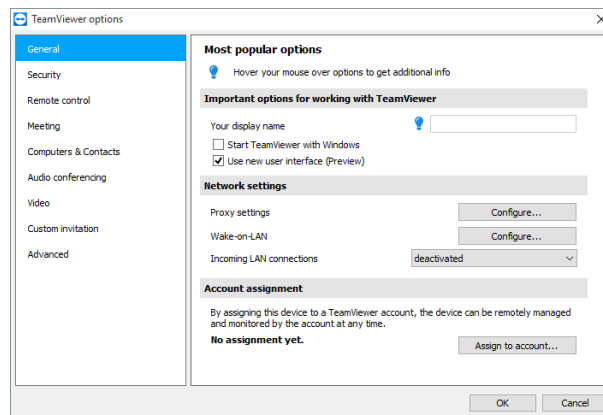 TeamViewer options
General
Security
Remote control
Meeting
Computers & Contacts
Audio conferencing
Video
Custom invitation
Advanced
Most popular options
Hover your mouse over options to get additional info
Important options for working with TeamViewer
Your display name
Start TeamViewer with Windows
Use new user interface (Preview)
Network settings
Proxy settings
Configure...
Wake-on-LAN
Configure...
Incoming LAN connections
deactivated
Account assignment
By assigning this device to a TeamViewer account, the device can be remotely managed
and monitored by the account at any time.
No assignment yet.
Assign to account...
OK
Cancel